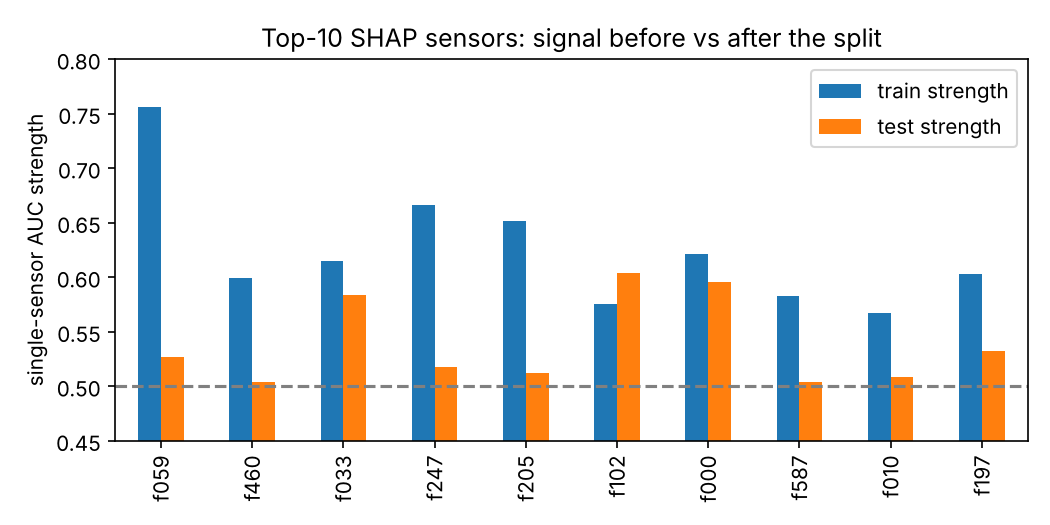 Top-10 SHAP sensors: signal before vs after the split
single-sensor AUC strength
0.80
0.75
0.70
0.65
0.60
0.55
0.50
0.45
train strength
test strength
f059
f460
f033
f247
f205
f102
f000
f587
f010
f197